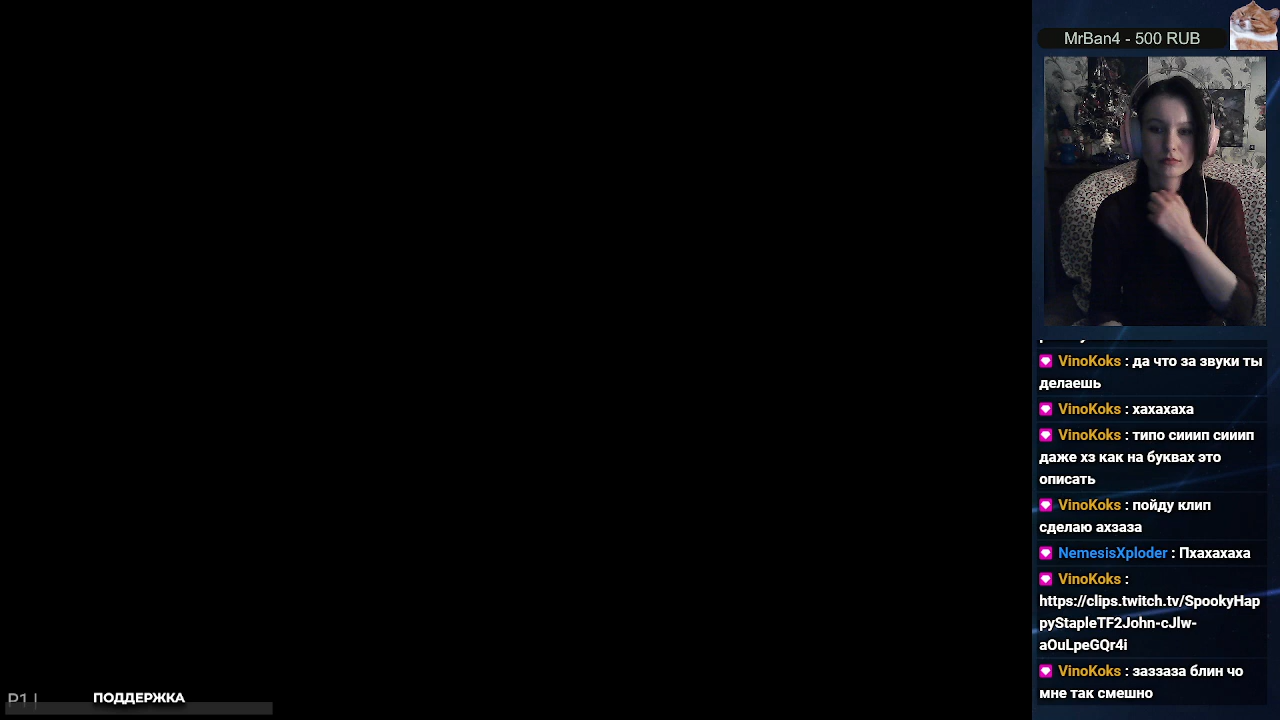 MrBan4 - 500 RUB
VinoKoks : да что за звуки ты
делаешь
VinoKoks : хахахаха
VinoKoks : типо сииип сииип
даже хз как на буквах это
описать
VinoKoks : пойду клип
сделаю ахзаза
NemesisXploder : Пхахахаха
VinoKoks :
https://clips.twitch.tv/SpookyHap
pyStapleTF2John-cJlw-
aOuLpeGQr4i
VinoKoks : заззаза блин чо
мне так смешно
P1 |
ПОДДЕРЖКА